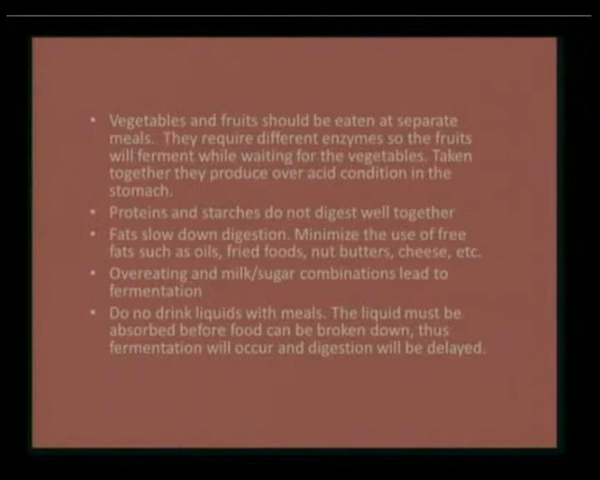 • Vegetables and fruits should be eaten at separate
meals. They require different enzymes so the fruits
will ferment while waiting for the vegetables. Taken
together they produce over acid condition in the
stomach.
• Proteins and starches do not digest well together
• Fats slow down digestion. Minimize the use of free
fats such as oils, fried foods, nut butters, cheese, etc.
• Overeating and milk/sugar combinations lead to
fermentation
• Do no drink liquids with meals. The liquid must be
absorbed before food can be broken down, thus
fermentation will occur and digestion will be delayed.